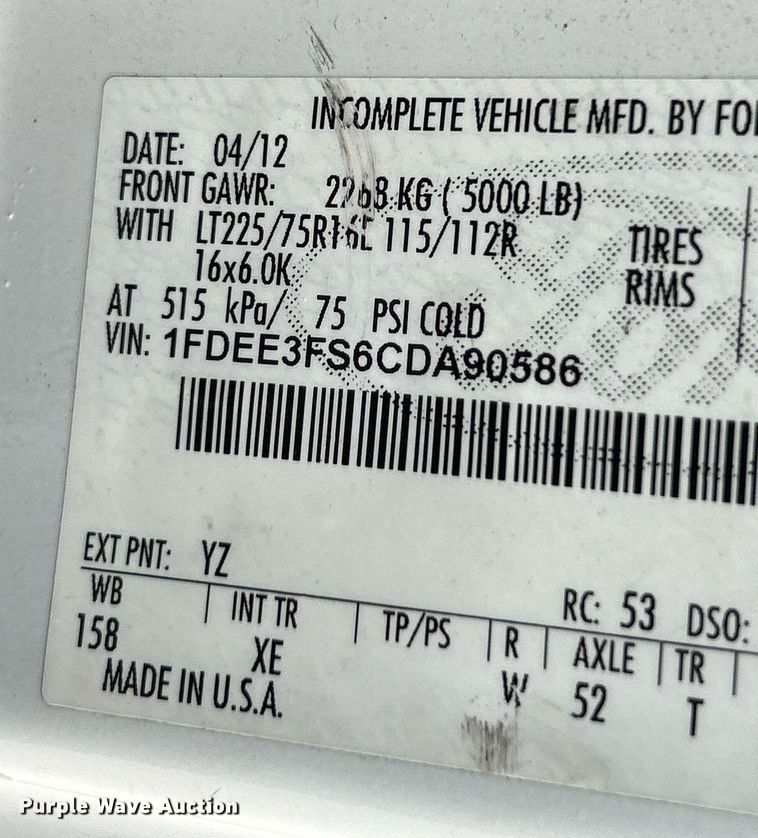 INCOMPLETE VEHICLE MFD. BY FO
DATE: 04/12
FRONT GAWR: 2268 KG ( 5000 LB)
WITH LT225/75R16E 115/112R TIRES
16x6.0K RIMS
AT 515 kPa/ 75 PSI COLD
VIN: 1FDEE3FS6CDA90586
EXT PNT: YZ RC: 53 DSO:
WB INT TR TP/PS R AXLE TR
158 XE W 52 T
MADE IN U.S.A.
Purple Wave Auction